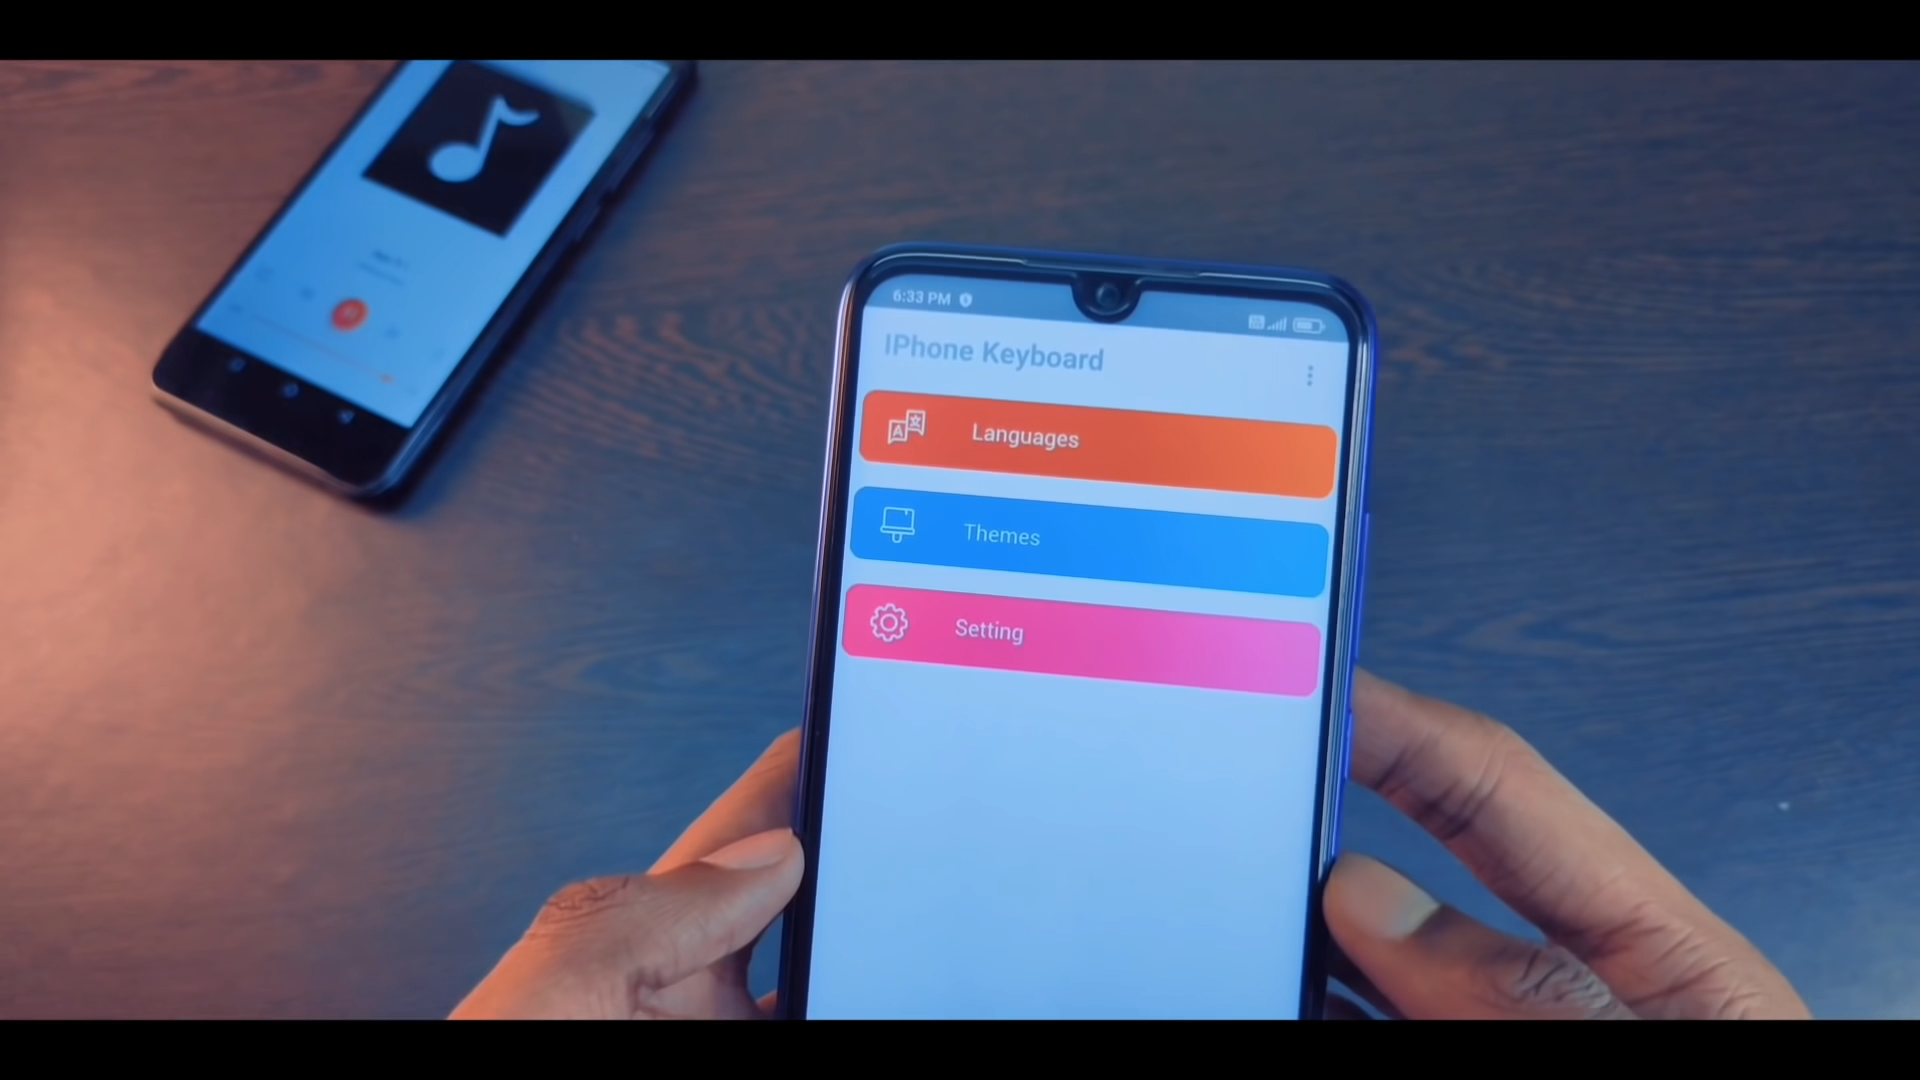 6:33 PM
IPhone Keyboard
Languages
Themes
Setting